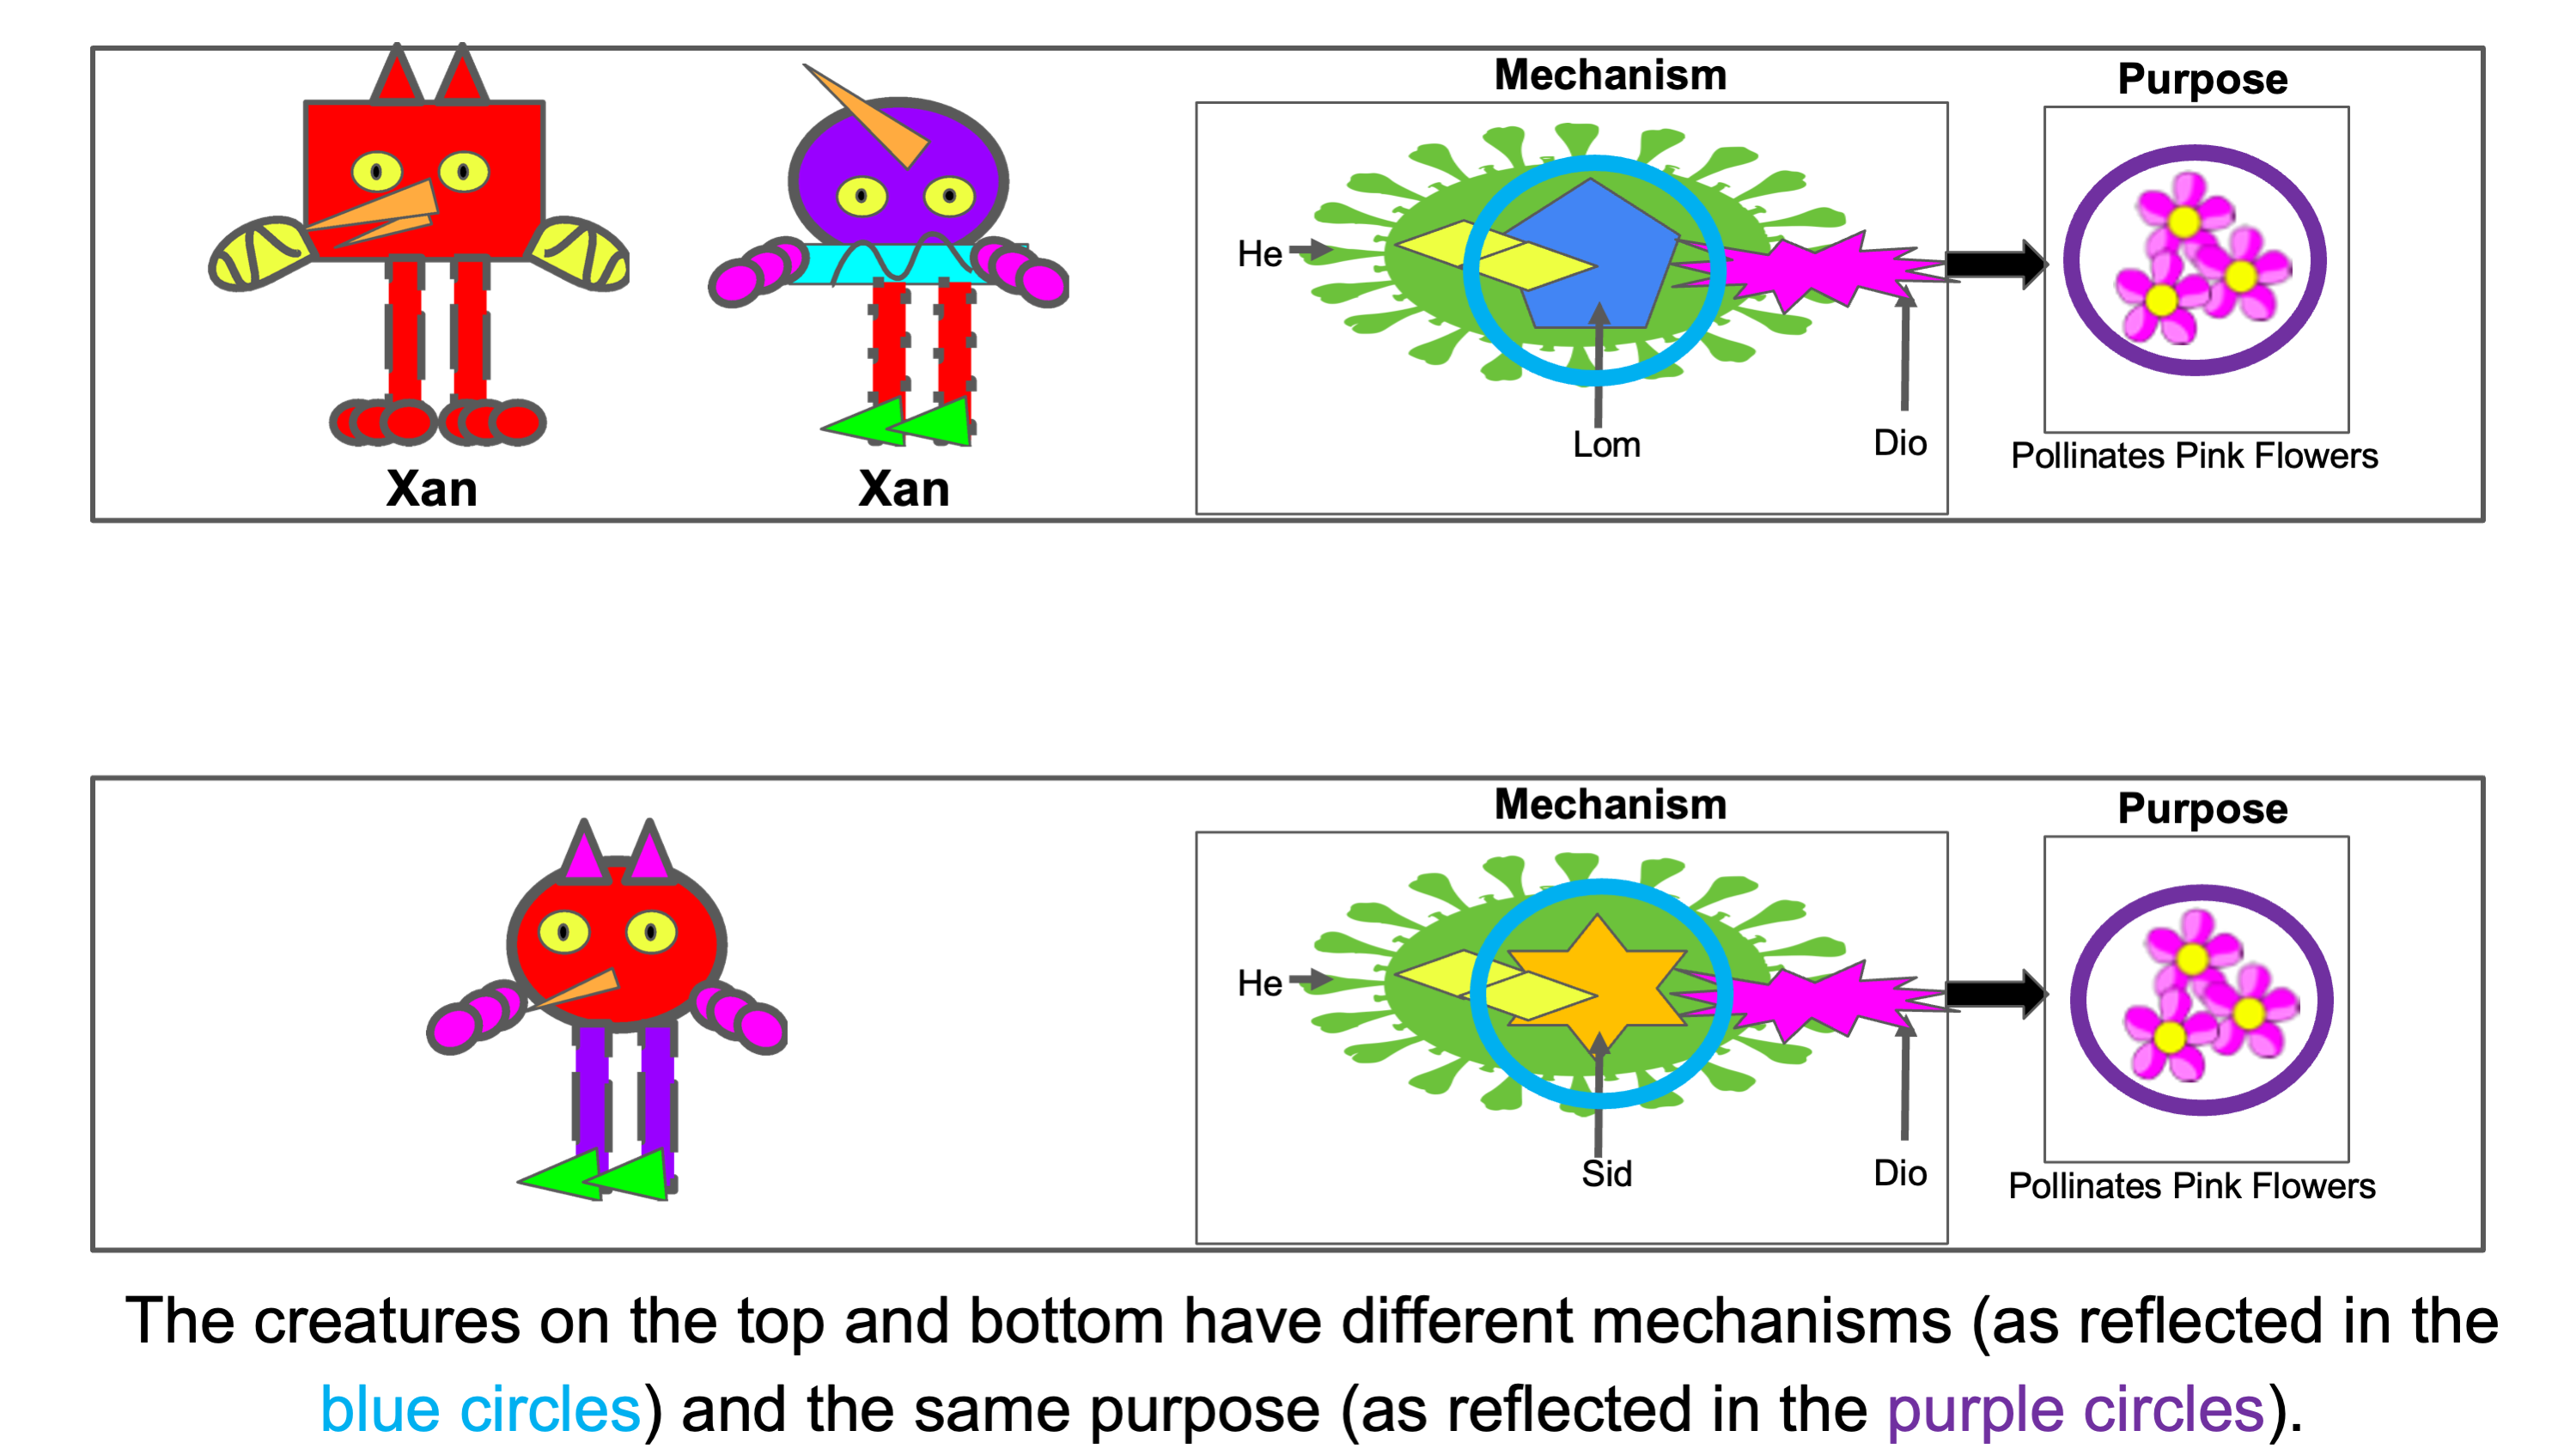 Mechanism
Purpose
He
Lom
Dio
Pollinates Pink Flowers
Xan
Xan
Mechanism
Purpose
He
Sid
Dio
Pollinates Pink Flowers
The creatures on the top and bottom have different mechanisms (as reflected in the
blue circles) and the same purpose (as reflected in the purple circles).